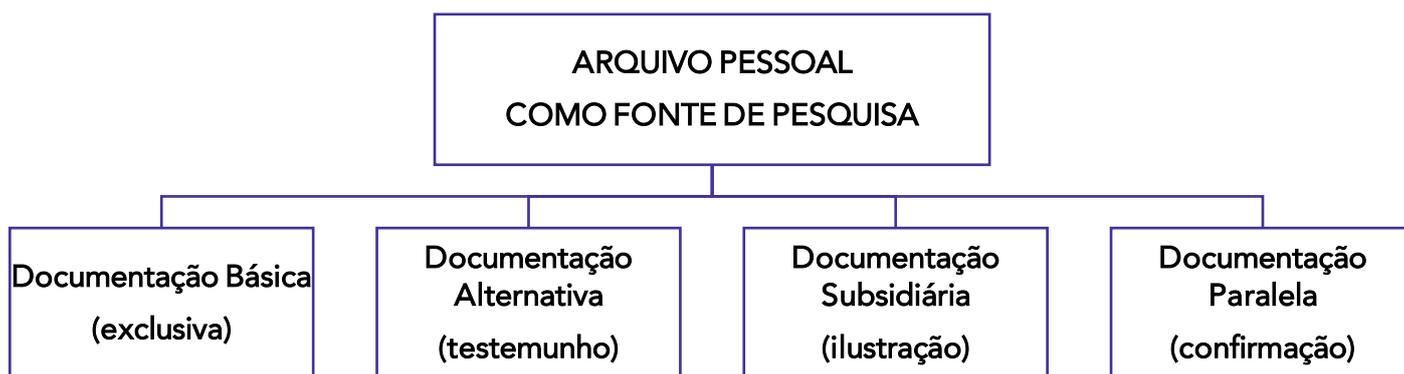 ARQUIVO PESSOAL
COMO FONTE DE PESQUISA
Documentação Básica
(exclusiva)
Documentação
Alternativa
(testemunho)
Documentação
Subsidiária
(ilustração)
Documentação
Paralela
(confirmação)